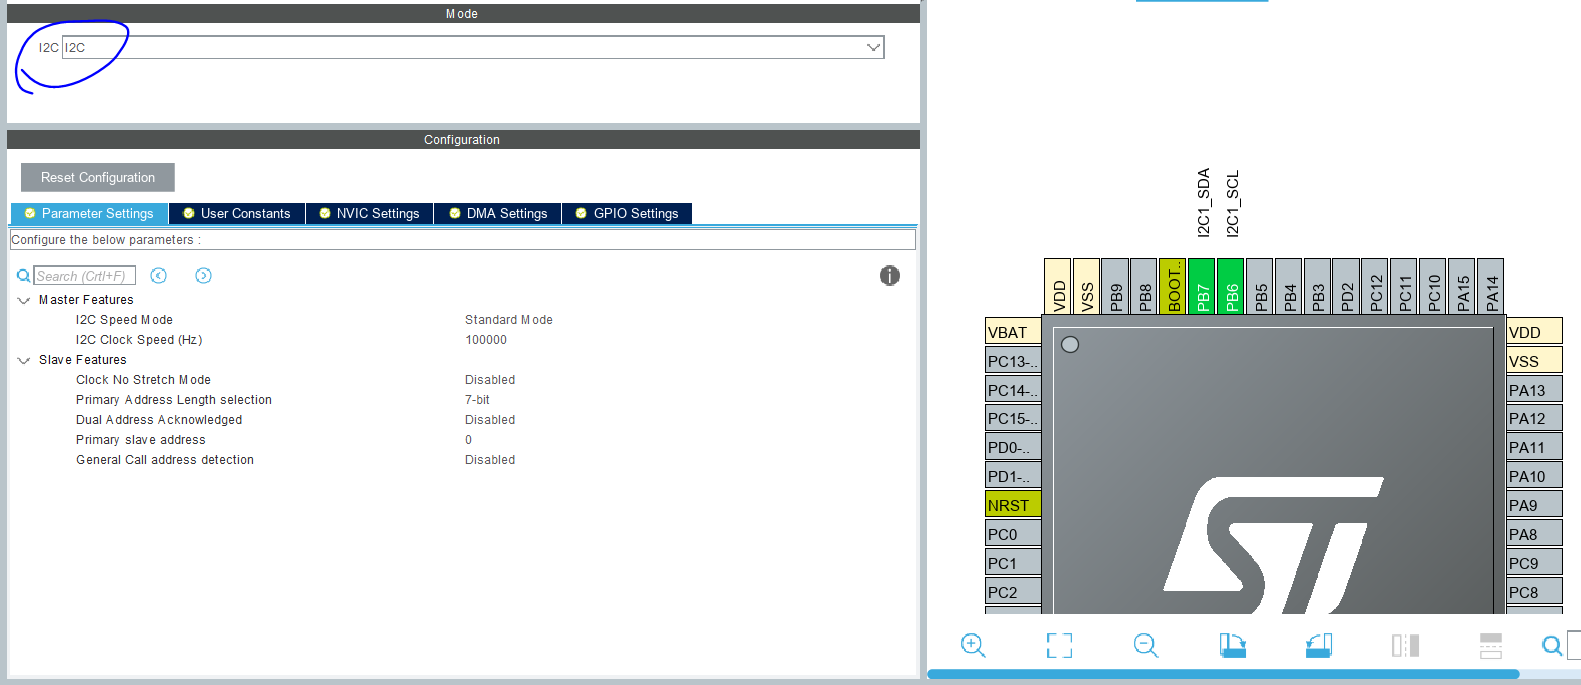 Mode
I2C I2C
Configuration
Reset Configuration
Parameter Settings
User Constants
NVIC Settings
DMA Settings
GPIO Settings
Configure the below parameters :
Search (Crtl+F)
Master Features
I2C Speed Mode Standard Mode
I2C Clock Speed (Hz) 100000
Slave Features
Clock No Stretch Mode Disabled
Primary Address Length selection 7-bit
Dual Address Acknowledged Disabled
Primary slave address 0
General Call address detection Disabled
I2C1_SDA
I2C1_SCL
VDD
VSS
PB9
PB8
BOOT..
PB7
PB6
PB5
PB4
PB3
PD2
PC12
PC11
PC10
PA15
PA14
VBAT
PC13-..
PC14-..
PC15-..
PD0-..
PD1-..
NRST
PC0
PC1
PC2
VDD
VSS
PA13
PA12
PA11
PA10
PA9
PA8
PC9
PC8
ST